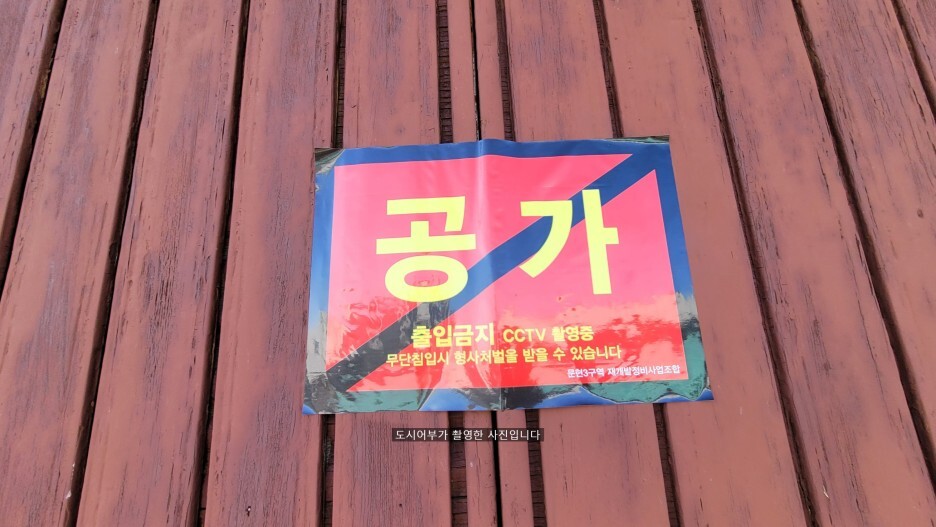 공가
출입금지 CCTV 촬영중
무단침입시 형사처벌을 받을 수 있습니다
문현3구역 재개발정비사업조합
도시어부가 촬영한 사진입니다